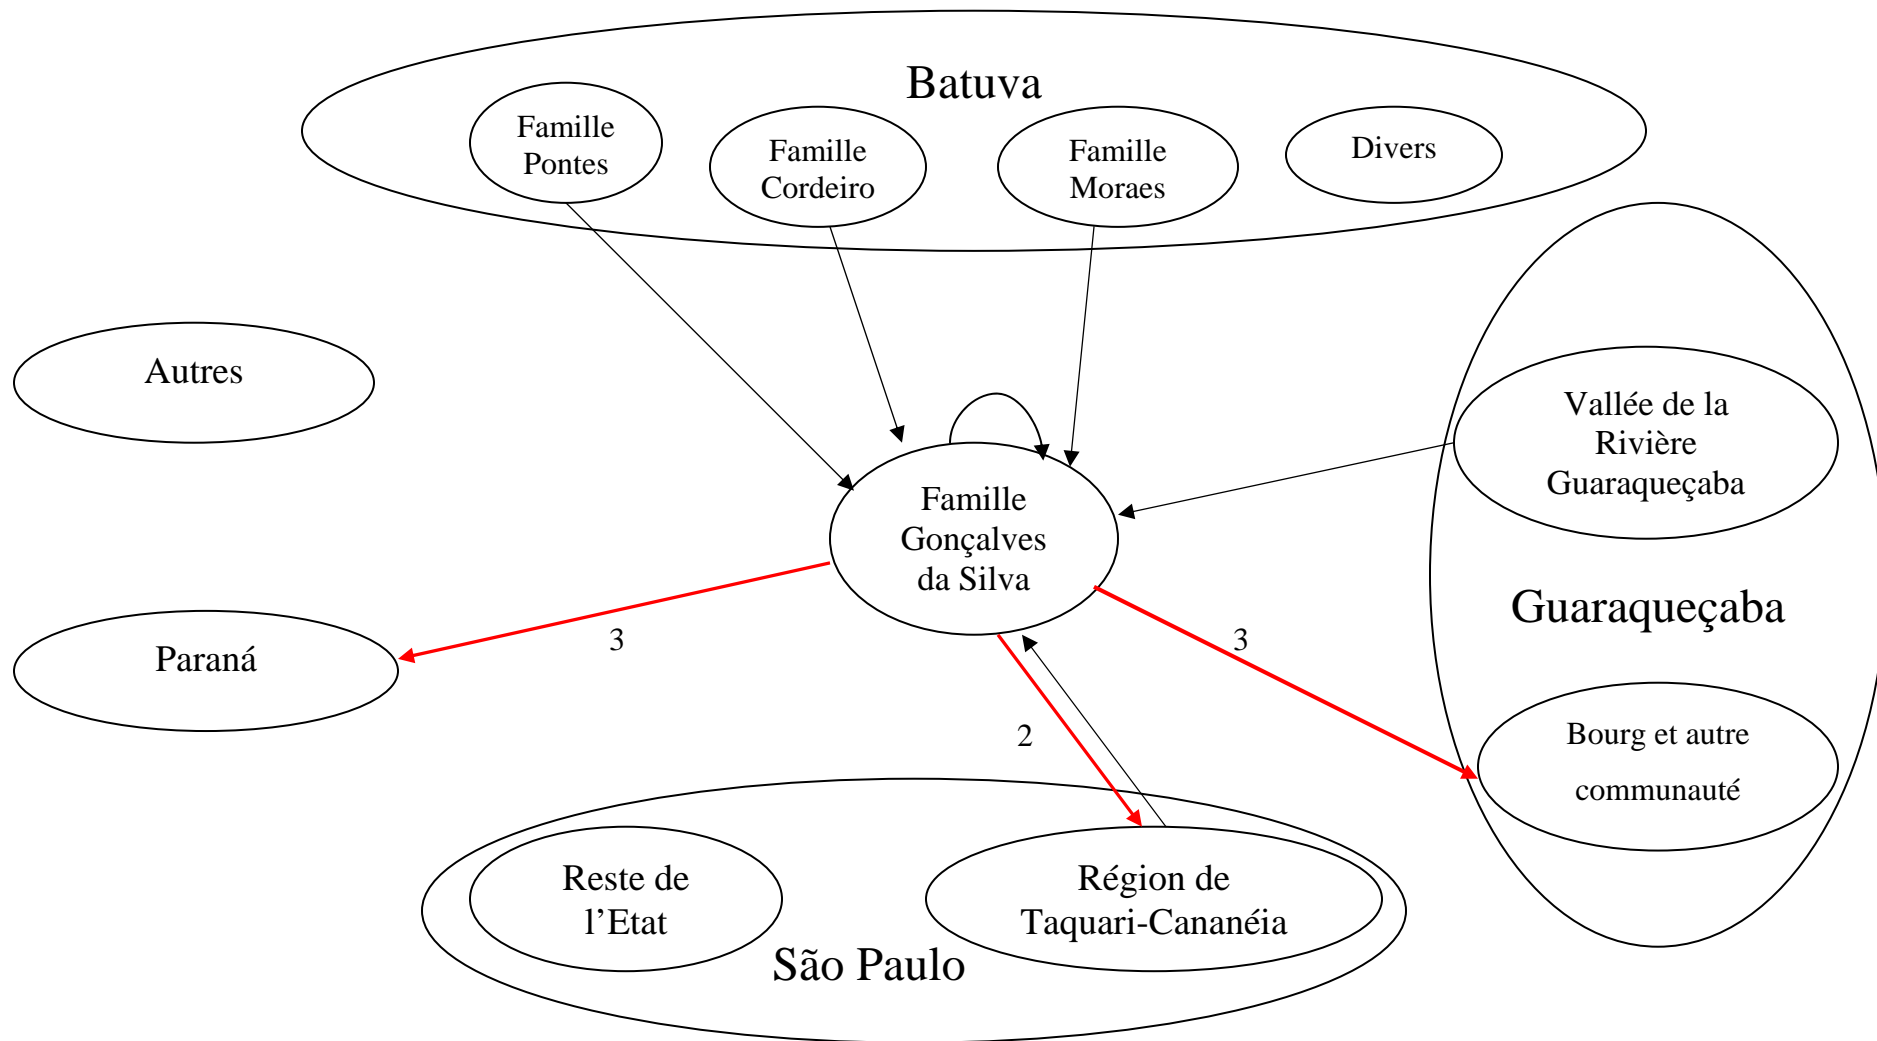 Batuva
Famille
Pontes
Famille
Cordeiro
Famille
Moraes
Divers
Autres
Vallée de la
Rivière
Guaraqueçaba
Famille
Gonçalves
da Silva
Guaraqueçaba
Paraná
3
3
2
Bourg et autre
communauté
Reste de
l’Etat
Région de
Taquari-Cananéia
São Paulo